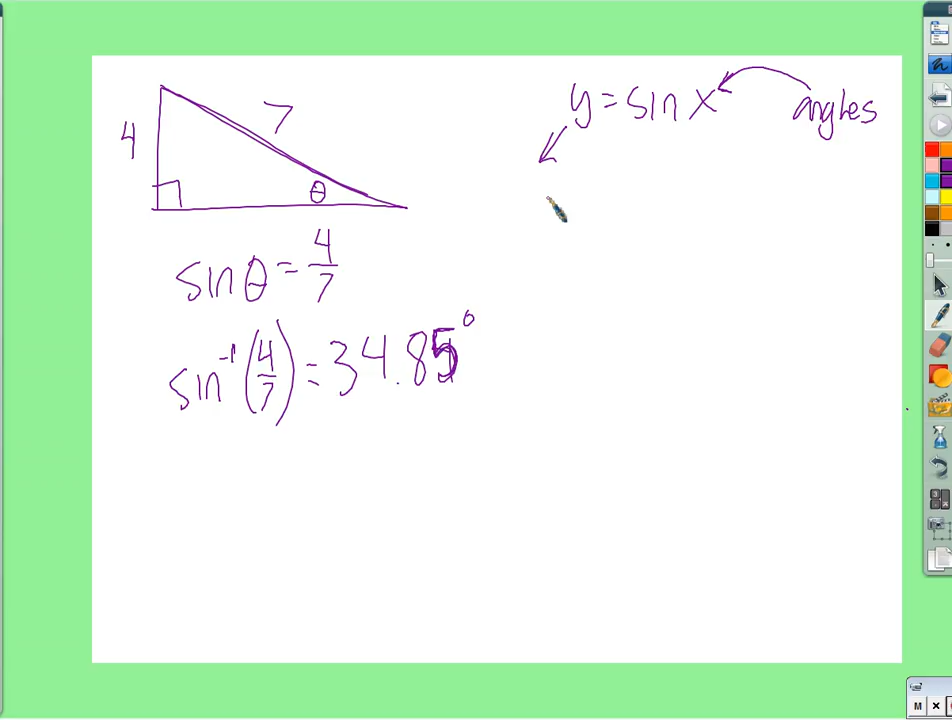 7
4
θ
sin θ = 4/7
sin⁻¹(4/7) = 34.85°
y = sin x
angles
M